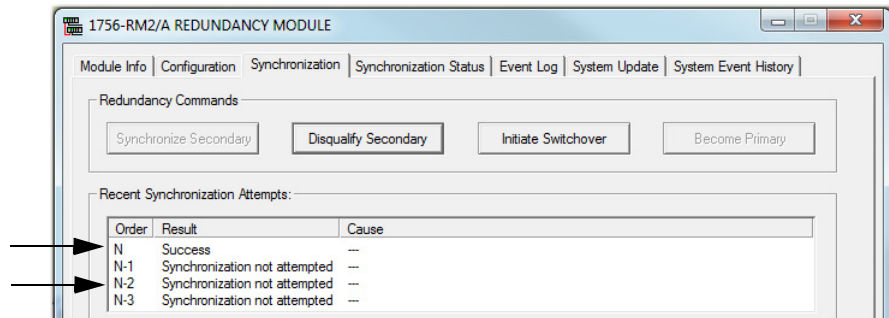 1756-RM2/A REDUNDANCY MODULE
Module Info Configuration Synchronization Synchronization Status Event Log System Update System Event History
Redundancy Commands
Synchronize Secondary Disqualify Secondary Initiate Switchover Become Primary
Recent Synchronization Attempts:
Order Result Cause
N Success ---
N-1 Synchronization not attempted ---
N-2 Synchronization not attempted ---
N-3 Synchronization not attempted ---